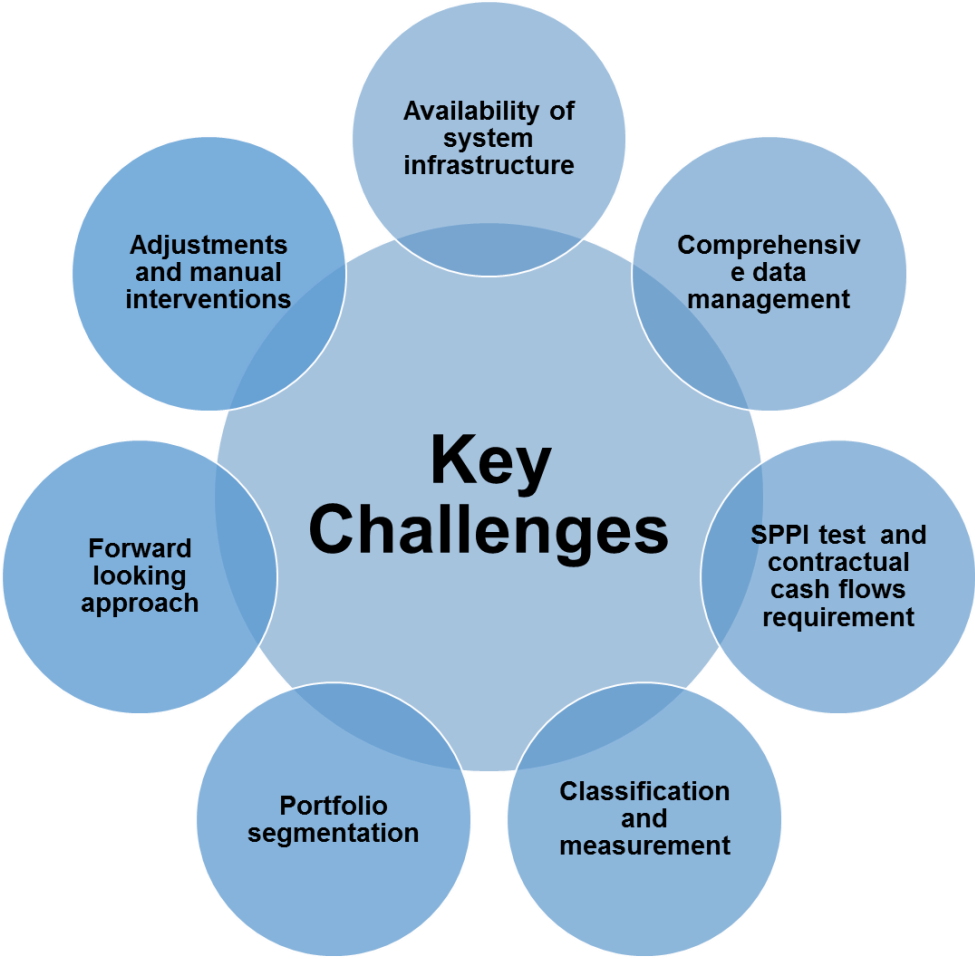 Availability of
system
infrastructure
Comprehensiv
e data
management
SPPI test and
contractual
cash flows
requirement
Classification
and
measurement
Portfolio
segmentation
Forward
looking
approach
Adjustments
and manual
interventions
Key
Challenges